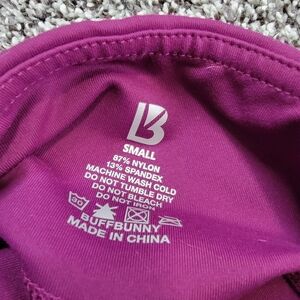 SMALL
87% NYLON
13% SPANDEX
MACHINE WASH COLD
DO NOT TUMBLE DRY
DO NOT BLEACH
DO NOT IRON
30
BUFFBUNNY
MADE IN CHINA